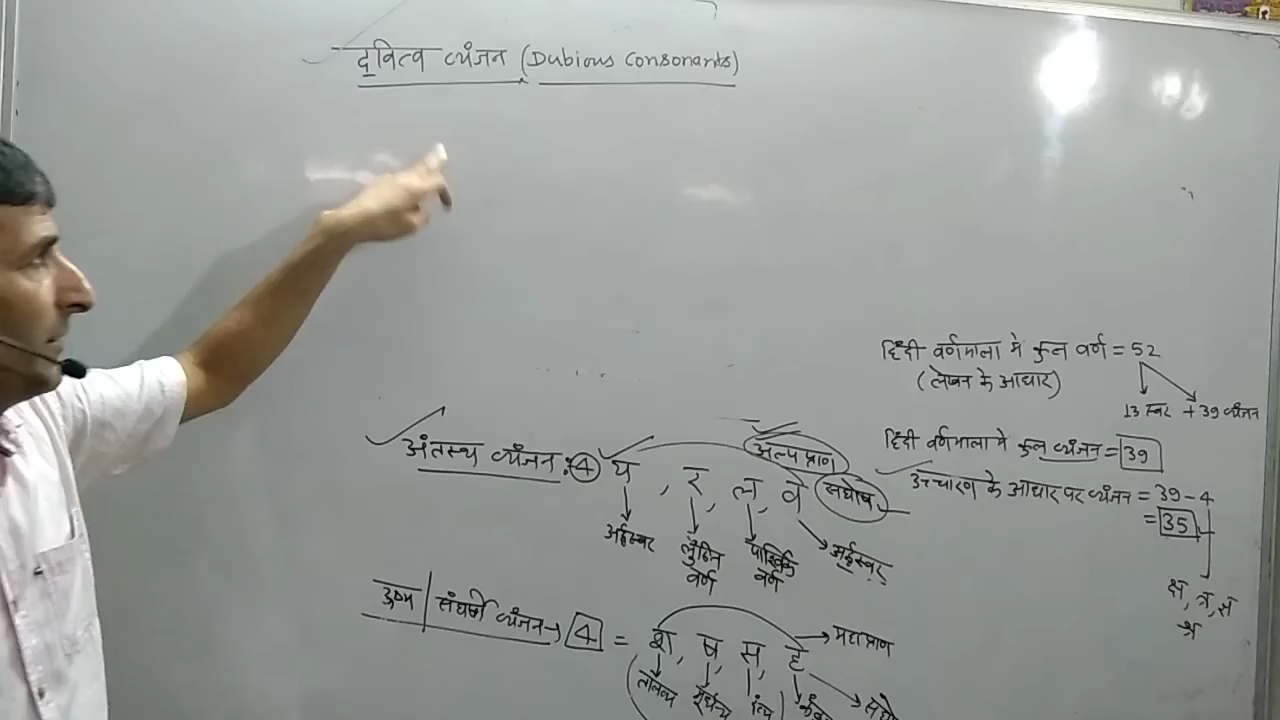 द्वित्व व्यंजन (Dubious Consonants)
हिंदी वर्णमाला मे कुल वर्ण = 52
(लेखन के आधार)
13 स्वर + 39 व्यंजन
हिंदी वर्णमाला मे कुल व्यंजन = 39
उच्चारण के आधार पर व्यंजन = 39-4
= 35
क्ष, त्र, ज्ञ
श्र
अंतस्थ व्यंजन :④ य, र, ल, व
अल्पप्राण
सघोष
अर्द्धस्वर
लुंठित वर्ण
पार्श्विक वर्ण
अर्द्धस्वर
उष्म | संघर्षी व्यंजन → 4 = श, ष, स, ह
महाप्राण
तालव्य
मूर्धन्य
दंत्य